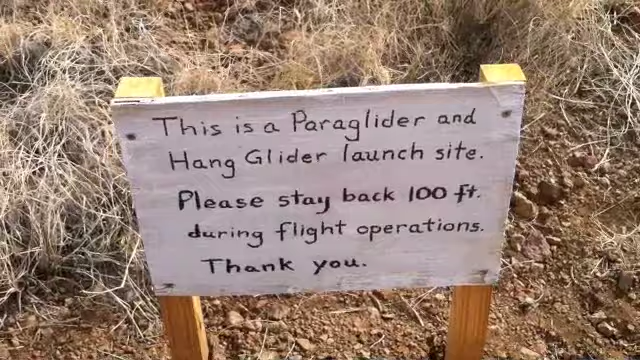 This is a Paraglider and
Hang Glider launch site.
Please stay back 100 ft.
during flight operations.
Thank you.